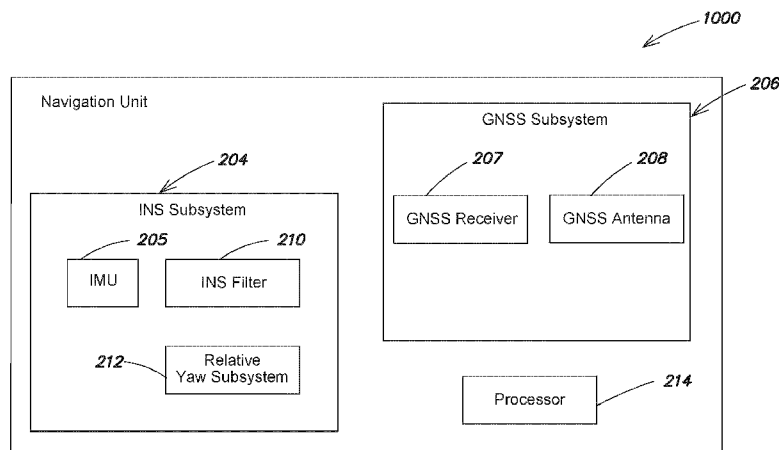 1000
Navigation Unit
206
GNSS Subsystem
204
207
208
INS Subsystem
GNSS Receiver
GNSS Antenna
205
210
IMU
INS Filter
212
Relative
Yaw Subsystem
214
Processor